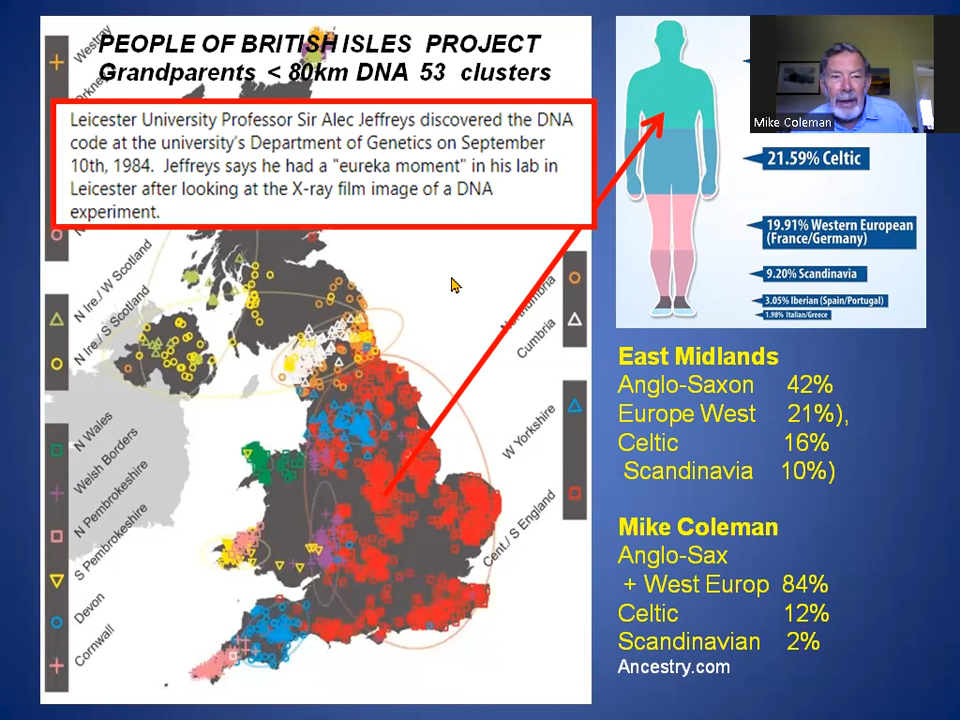 PEOPLE OF BRITISH ISLES PROJECT
Grandparents < 80km DNA 53 clusters
Westray
Orkney
Leicester University Professor Sir Alec Jeffreys discovered the DNA
code at the university's Department of Genetics on September
10th, 1984. Jeffreys says he had a "eureka moment" in his lab in
Leicester after looking at the X-ray film image of a DNA
experiment.
N Ire./ W Scotland
N Ire./ S Scotland
N Wales
Welsh Borders
N Pembrokeshire
S Pembrokeshire
Devon
Cornwall
Northumbria
Cumbria
W Yorkshire
Cent./ S England
Mike Coleman
21.59% Celtic
19.91% Western European
(France/Germany)
9.20% Scandinavia
3.05% Iberian (Spain/Portugal)
1.98% Italian/Greece
East Midlands
Anglo-Saxon 42%
Europe West 21%),
Celtic 16%
Scandinavia 10%)
Mike Coleman
Anglo-Sax
+ West Europ 84%
Celtic 12%
Scandinavian 2%
Ancestry.com